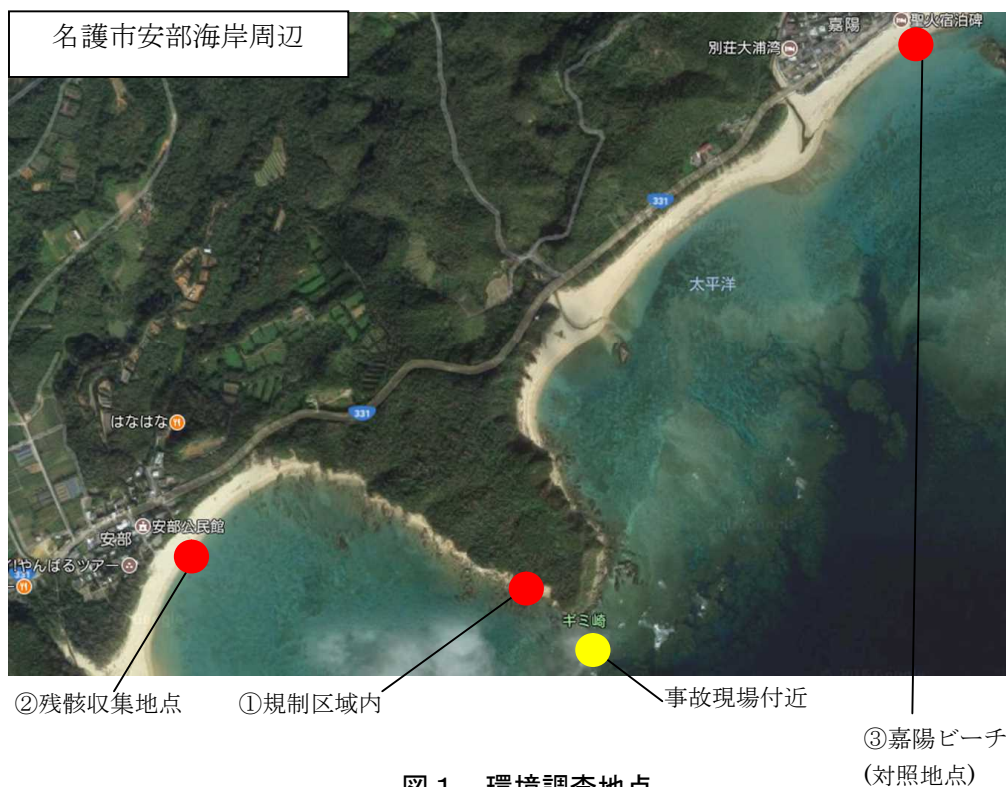 名護市安部海岸周辺
嘉陽
聖人宿泊碑
別荘大浦湾
331
太平洋
はなはな
331
安部公民館
安部
やんばるツアー
331
ギミ崎
②残骸収集地点
①規制区域内
事故現場付近
③嘉陽ビーチ
(対照地点)
図1 環境調査地点